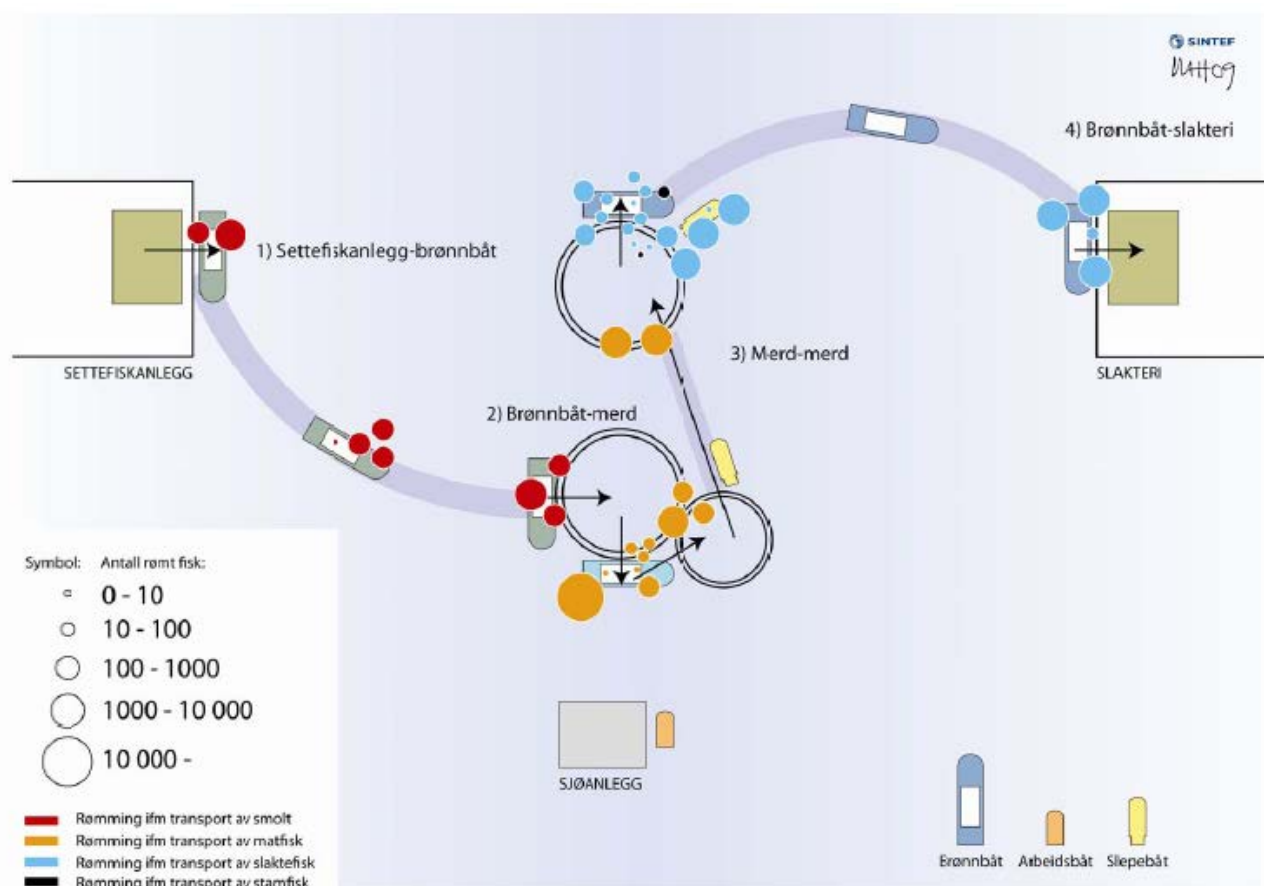 SINTEF
MATH09
4) Brønnbåt-slakteri
1) Settefiskanlegg-brønnbåt
3) Merd-merd
SETTEFISKANLEGG
SLAKTERI
2) Brønnbåt-merd
Symbol: Antall rømt fisk:
0 - 10
10 - 100
100 - 1000
1000 - 10 000
10 000 -
SJØANLEGG
Rømming ifm transport av smolt
Rømming ifm transport av matfisk
Rømming ifm transport av slaktefisk
Rømming ifm transport av stamfisk
Brønnbåt Arbeidsbåt Slepebåt